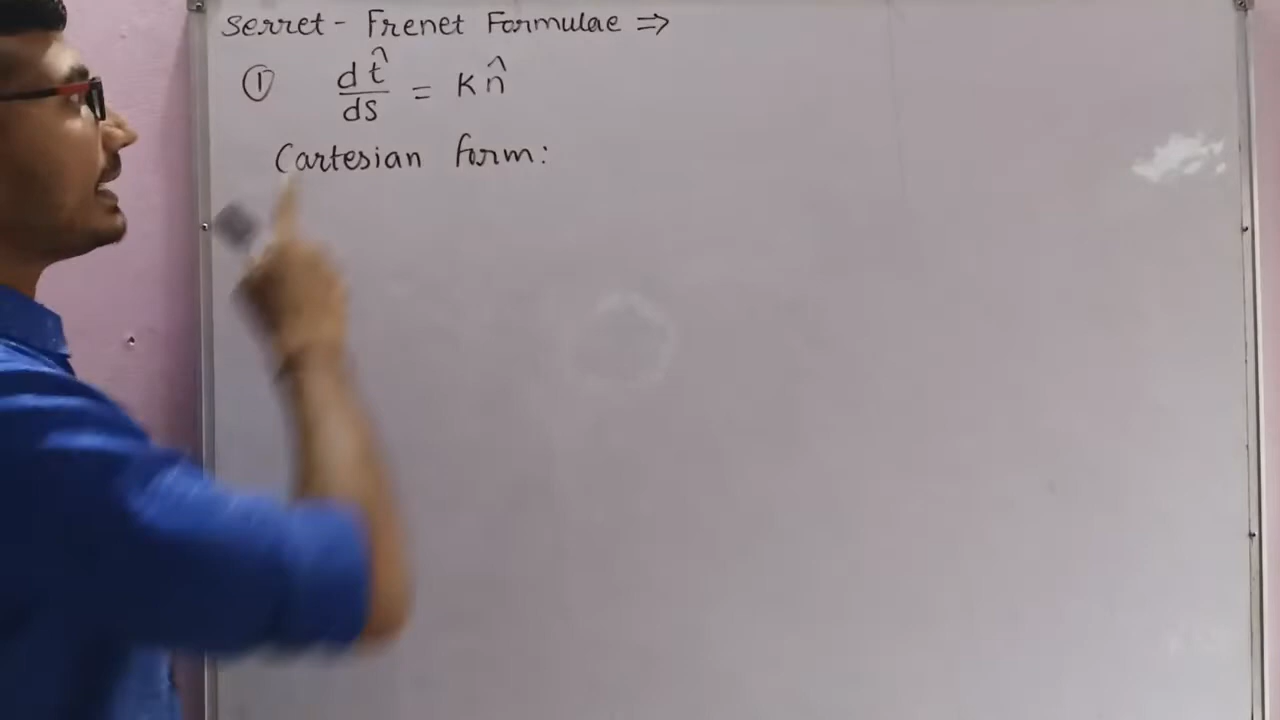 Serret - Frenet Formulae ⇒
① dt̂/ds = K n̂
Cartesian form: